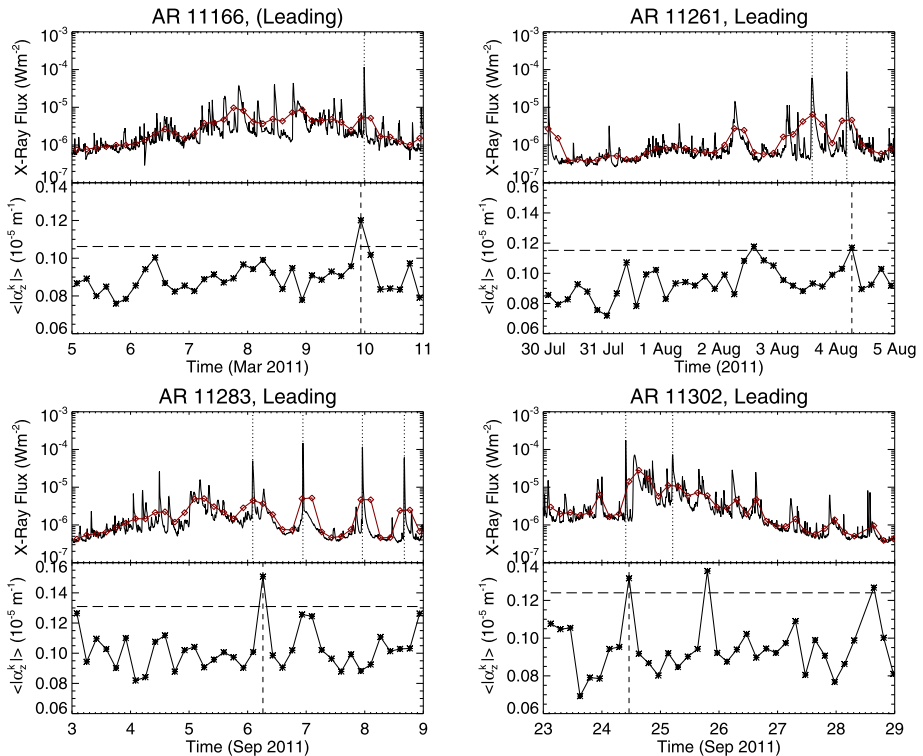 AR 11166, (Leading)
X-Ray Flux (Wm⁻²)
10⁻³
10⁻⁴
10⁻⁵
10⁻⁶
10⁻⁷
<|αᶻᵏ|> (10⁻⁵ m⁻¹)
0.14
0.12
0.10
0.08
0.06
5 6 7 8 9 10 11
Time (Mar 2011)
AR 11261, Leading
X-Ray Flux (Wm⁻²)
10⁻³
10⁻⁴
10⁻⁵
10⁻⁶
10⁻⁷
<|αᶻᵏ|> (10⁻⁵ m⁻¹)
0.16
0.14
0.12
0.10
0.08
0.06
30 Jul 31 Jul 1 Aug 2 Aug 3 Aug 4 Aug 5 Aug
Time (2011)
AR 11283, Leading
X-Ray Flux (Wm⁻²)
10⁻³
10⁻⁴
10⁻⁵
10⁻⁶
10⁻⁷
<|αᶻᵏ|> (10⁻⁵ m⁻¹)
0.16
0.14
0.12
0.10
0.08
0.06
3 4 5 6 7 8 9
Time (Sep 2011)
AR 11302, Leading
X-Ray Flux (Wm⁻²)
10⁻³
10⁻⁴
10⁻⁵
10⁻⁶
10⁻⁷
<|αᶻᵏ|> (10⁻⁵ m⁻¹)
0.14
0.12
0.10
0.08
0.06
23 24 25 26 27 28 29
Time (Sep 2011)